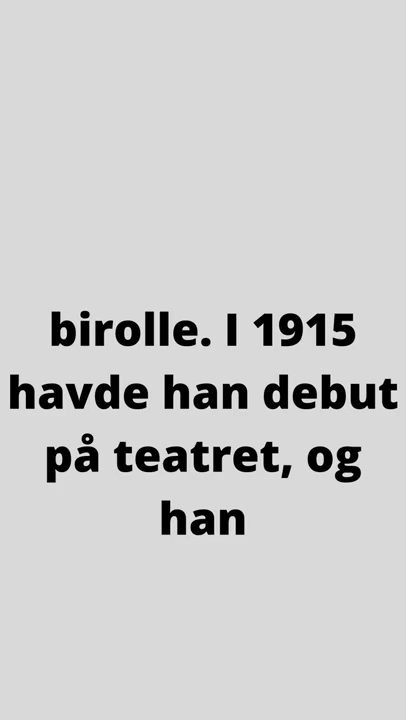 birolle. I 1915
havde han debut
på teatret, og
han